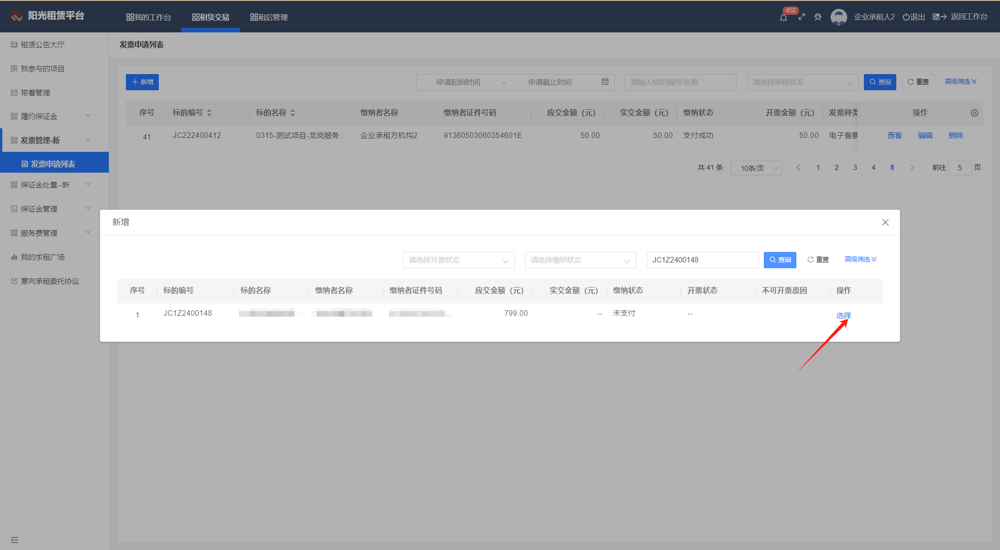 阳光租赁平台
我的工作台
租赁交易
租后管理
452
企业承租人2
退出
返回工作台
租赁公告大厅
我参与的项目
带看管理
履约保证金
发票管理-新
发票申请列表
保证金处置--新
保证金管理
服务费管理
我的求租广场
意向承租委托协议
发票申请列表
新增
申请起始时间 - 申请截止时间
请输入标的编号/名称
请选择审核状态
查询
重置
高级筛选
序号 标的编号 标的名称 缴纳者名称 缴纳者证件号码 应交金额（元） 实交金额（元） 缴纳状态 开票金额（元） 发票种类 操作
41 JC222400412 0315-测试项目-龙岗服务... 企业承租方机构2 91360503060354601E 50.00 50.00 支付成功 50.00 电子普票 查看 编辑 删除
共 41 条 10条/页 1 2 3 4 5 前往 5 页
新增
请选择开票状态
请选择缴纳状态
JC1Z2400148
查询
重置
高级筛选
序号 标的编号 标的名称 缴纳者名称 缴纳者证件号码 应交金额（元） 实交金额（元） 缴纳状态 开票状态 不可开票原因 操作
1 JC1Z2400148 ... 799.00 -- 未支付 -- 选择